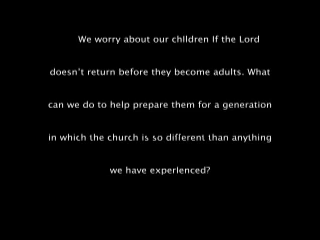 We worry about our children if the Lord
doesn't return before they become adults. What
can we do to help prepare them for a generation
in which the church is so different than anything
we have experienced?